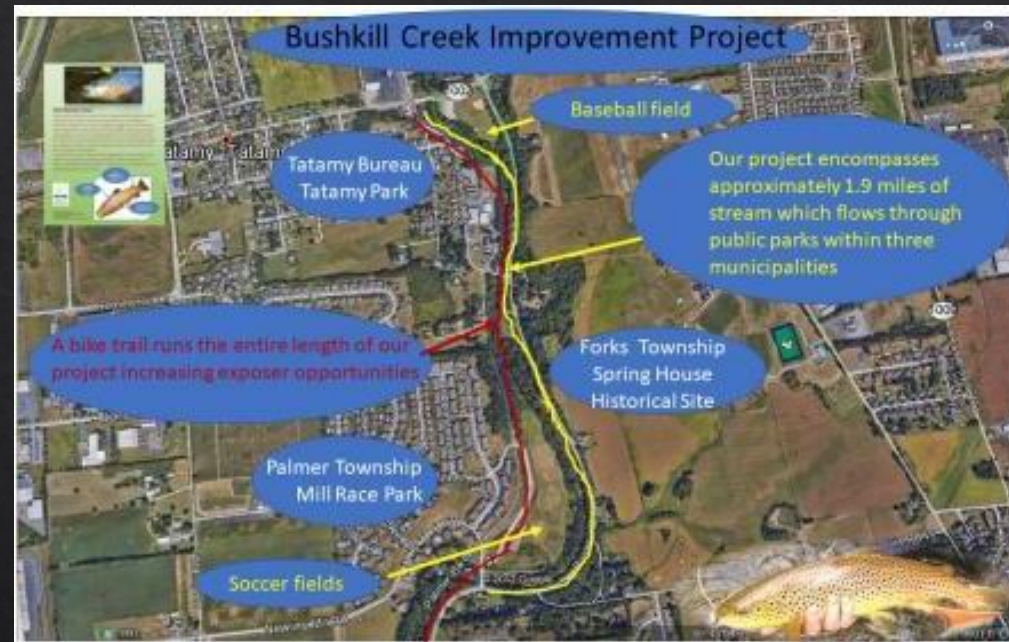 Bushkill Creek Improvement Project
Baseball field
Tatamy Bureau
Tatamy Park
Our project encompasses
approximately 1.9 miles of
stream which flows through
public parks within three
municipalities
A bike trail runs the entire length of our
project increasing exposer opportunities
Forks Township
Spring House
Historical Site
Palmer Township
Mill Race Park
Soccer fields